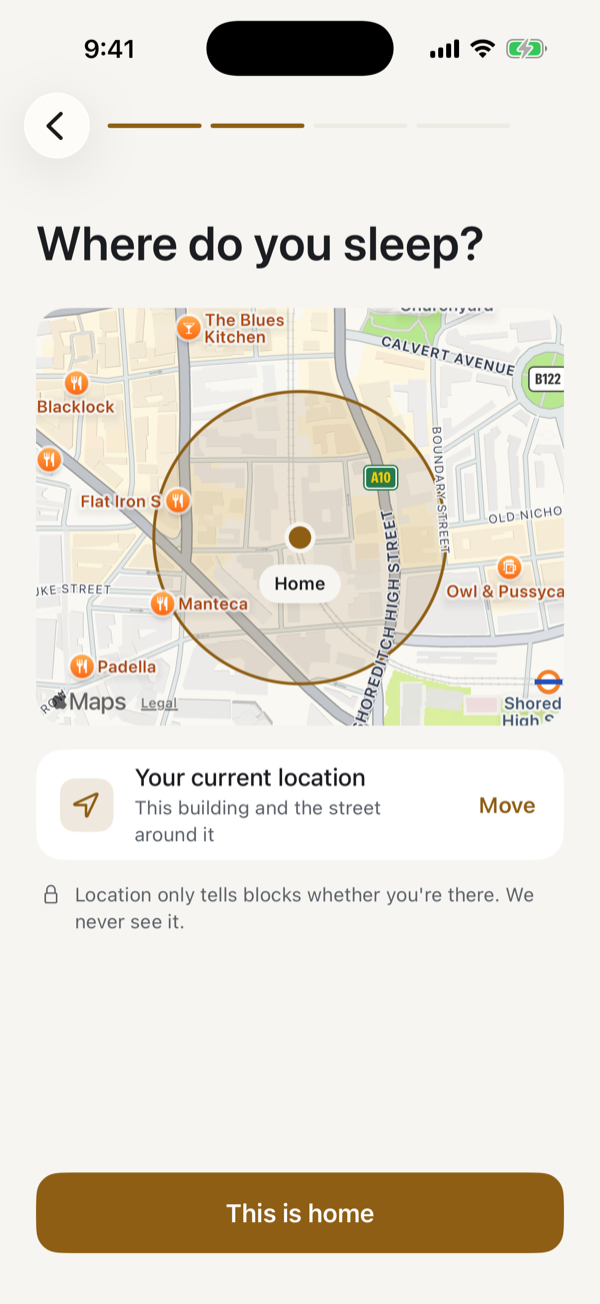 9:41
Where do you sleep?
The Blues
Kitchen
CALVERT AVENUE
B122
Blacklock
BOUNDARY STREET
A10
Flat Iron S
OLD NICHO
SHOREDITCH HIGH STREET
Home
UKE STREET
Owl & Pussyca
Manteca
Padella
Maps
Legal
Shored
High S
Your current location
This building and the street
around it
Move
Location only tells blocks whether you're there. We
never see it.
This is home